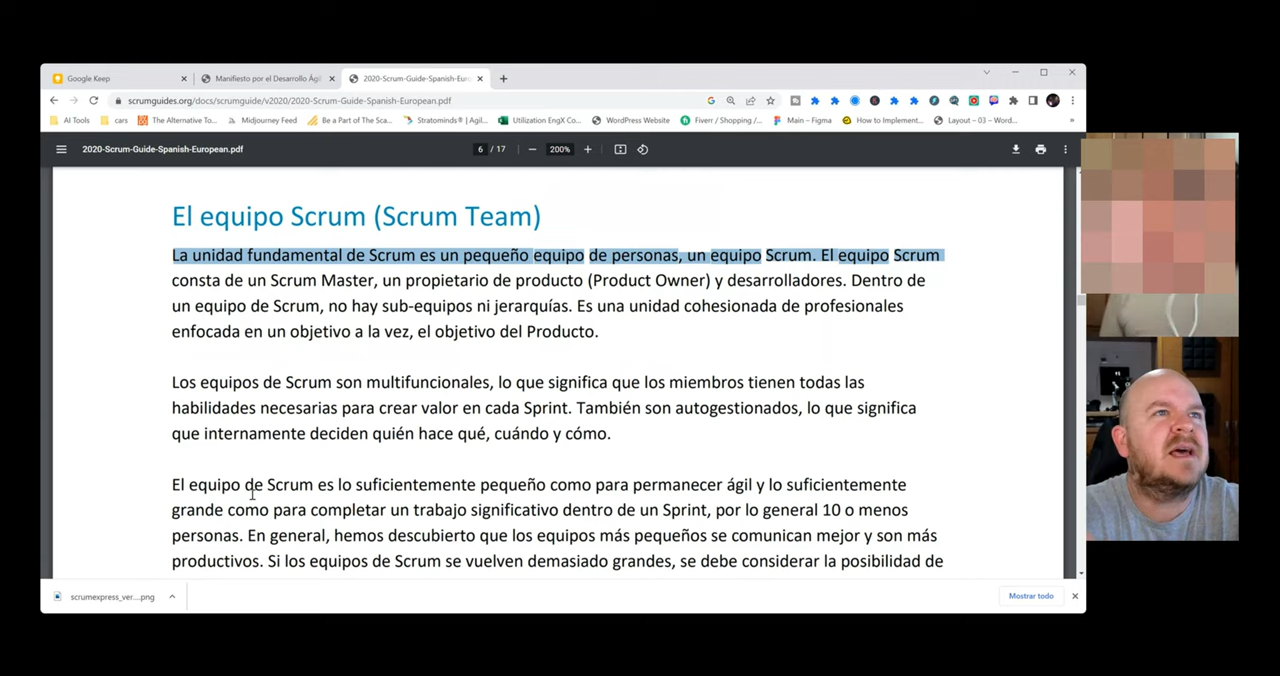 Google Keep
Manifiesto por el Desarrollo Ági
2020-Scrum-Guide-Spanish-Euro
scrumguides.org/docs/scrumguide/v2020/2020-Scrum-Guide-Spanish-European.pdf
AI Tools cars The Alternative To... Midjourney Feed Be a Part of The Sca... Stratominds® | Agil... Utilization EngX Co... WordPress Website Fiverr / Shopping /... Main – Figma How to Implement... Layout – 03 – Word... »
2020-Scrum-Guide-Spanish-European.pdf 6 / 17 200%
El equipo Scrum (Scrum Team)
La unidad fundamental de Scrum es un pequeño equipo de personas, un equipo Scrum. El equipo Scrum
consta de un Scrum Master, un propietario de producto (Product Owner) y desarrolladores. Dentro de
un equipo de Scrum, no hay sub-equipos ni jerarquías. Es una unidad cohesionada de profesionales
enfocada en un objetivo a la vez, el objetivo del Producto.
Los equipos de Scrum son multifuncionales, lo que significa que los miembros tienen todas las
habilidades necesarias para crear valor en cada Sprint. También son autogestionados, lo que significa
que internamente deciden quién hace qué, cuándo y cómo.
El equipo de Scrum es lo suficientemente pequeño como para permanecer ágil y lo suficientemente
grande como para completar un trabajo significativo dentro de un Sprint, por lo general 10 o menos
personas. En general, hemos descubierto que los equipos más pequeños se comunican mejor y son más
productivos. Si los equipos de Scrum se vuelven demasiado grandes, se debe considerar la posibilidad de
scrumexpress_ver....png
Mostrar todo